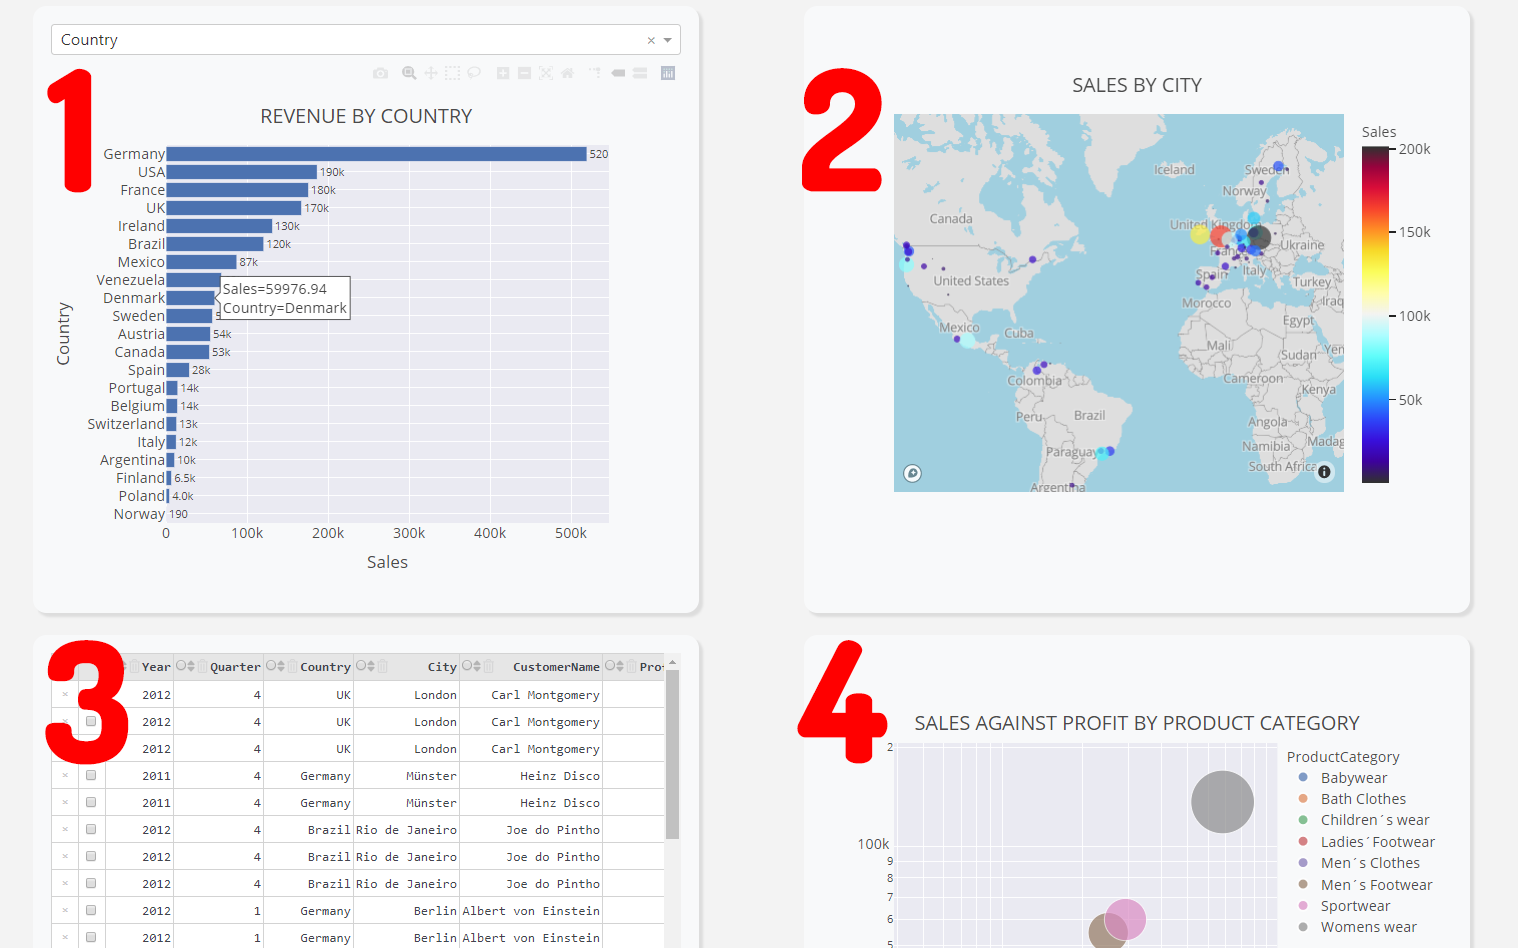 Country
1
REVENUE BY COUNTRY
Germany 520
USA 190k
France 180k
UK 170k
Ireland 130k
Brazil 120k
Mexico 87k
Venezuela
Denmark
Sales=59976.94
Country=Denmark
Sweden
Austria 54k
Canada 53k
Spain 28k
Portugal 14k
Belgium 14k
Switzerland 13k
Italy 12k
Argentina 10k
Finland 6.5k
Poland 4.0k
Norway 190
0 100k 200k 300k 400k 500k
Country
Sales
2
SALES BY CITY
Sales
200k
150k
100k
50k
Iceland
Sweden
Norway
Canada
United Kingdom
Ukraine
France
United States
Spain
Italy
Turkey
Morocco
Iraq
Mexico
Cuba
Egypt
Mali
Sudan
Yen
Colombia
Cameroon
Kenya
Peru
Brazil
Angola
Paraguay
Namibia
Madag
South Africa
Argentina
3
Year Quarter Country City CustomerName Pro
2012 4 UK London Carl Montgomery
2012 4 UK London Carl Montgomery
2012 4 UK London Carl Montgomery
2011 4 Germany Münster Heinz Disco
2011 4 Germany Münster Heinz Disco
2012 4 Brazil Rio de Janeiro Joe do Pintho
2012 4 Brazil Rio de Janeiro Joe do Pintho
2012 4 Brazil Rio de Janeiro Joe do Pintho
2012 1 Germany Berlin Albert von Einstein
2012 1 Germany Berlin Albert von Einstein
4
SALES AGAINST PROFIT BY PRODUCT CATEGORY
2
100k
9
8
7
6
5
ProductCategory
Babywear
Bath Clothes
Children´s wear
Ladies´Footwear
Men´s Clothes
Men´s Footwear
Sportwear
Womens wear